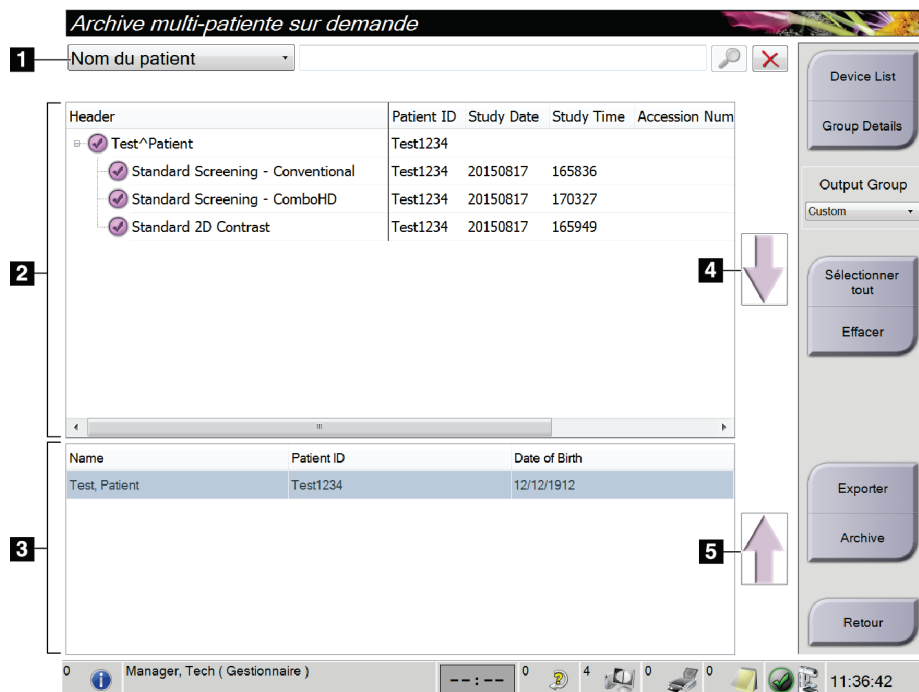 Archive multi-patiente sur demande
1
Nom du patient
Device List
Group Details
Output Group
Custom
Sélectionner
tout
Effacer
Exporter
Archive
Retour
2
Header Patient ID Study Date Study Time Accession Num
Test^Patient Test1234
Standard Screening - Conventional Test1234 20150817 165836
Standard Screening - ComboHD Test1234 20150817 170327
Standard 2D Contrast Test1234 20150817 165949
4
3
Name Patient ID Date of Birth
Test, Patient Test1234 12/12/1912
5
0 Manager, Tech ( Gestionnaire ) --:-- 0 4 0 0 11:36:42